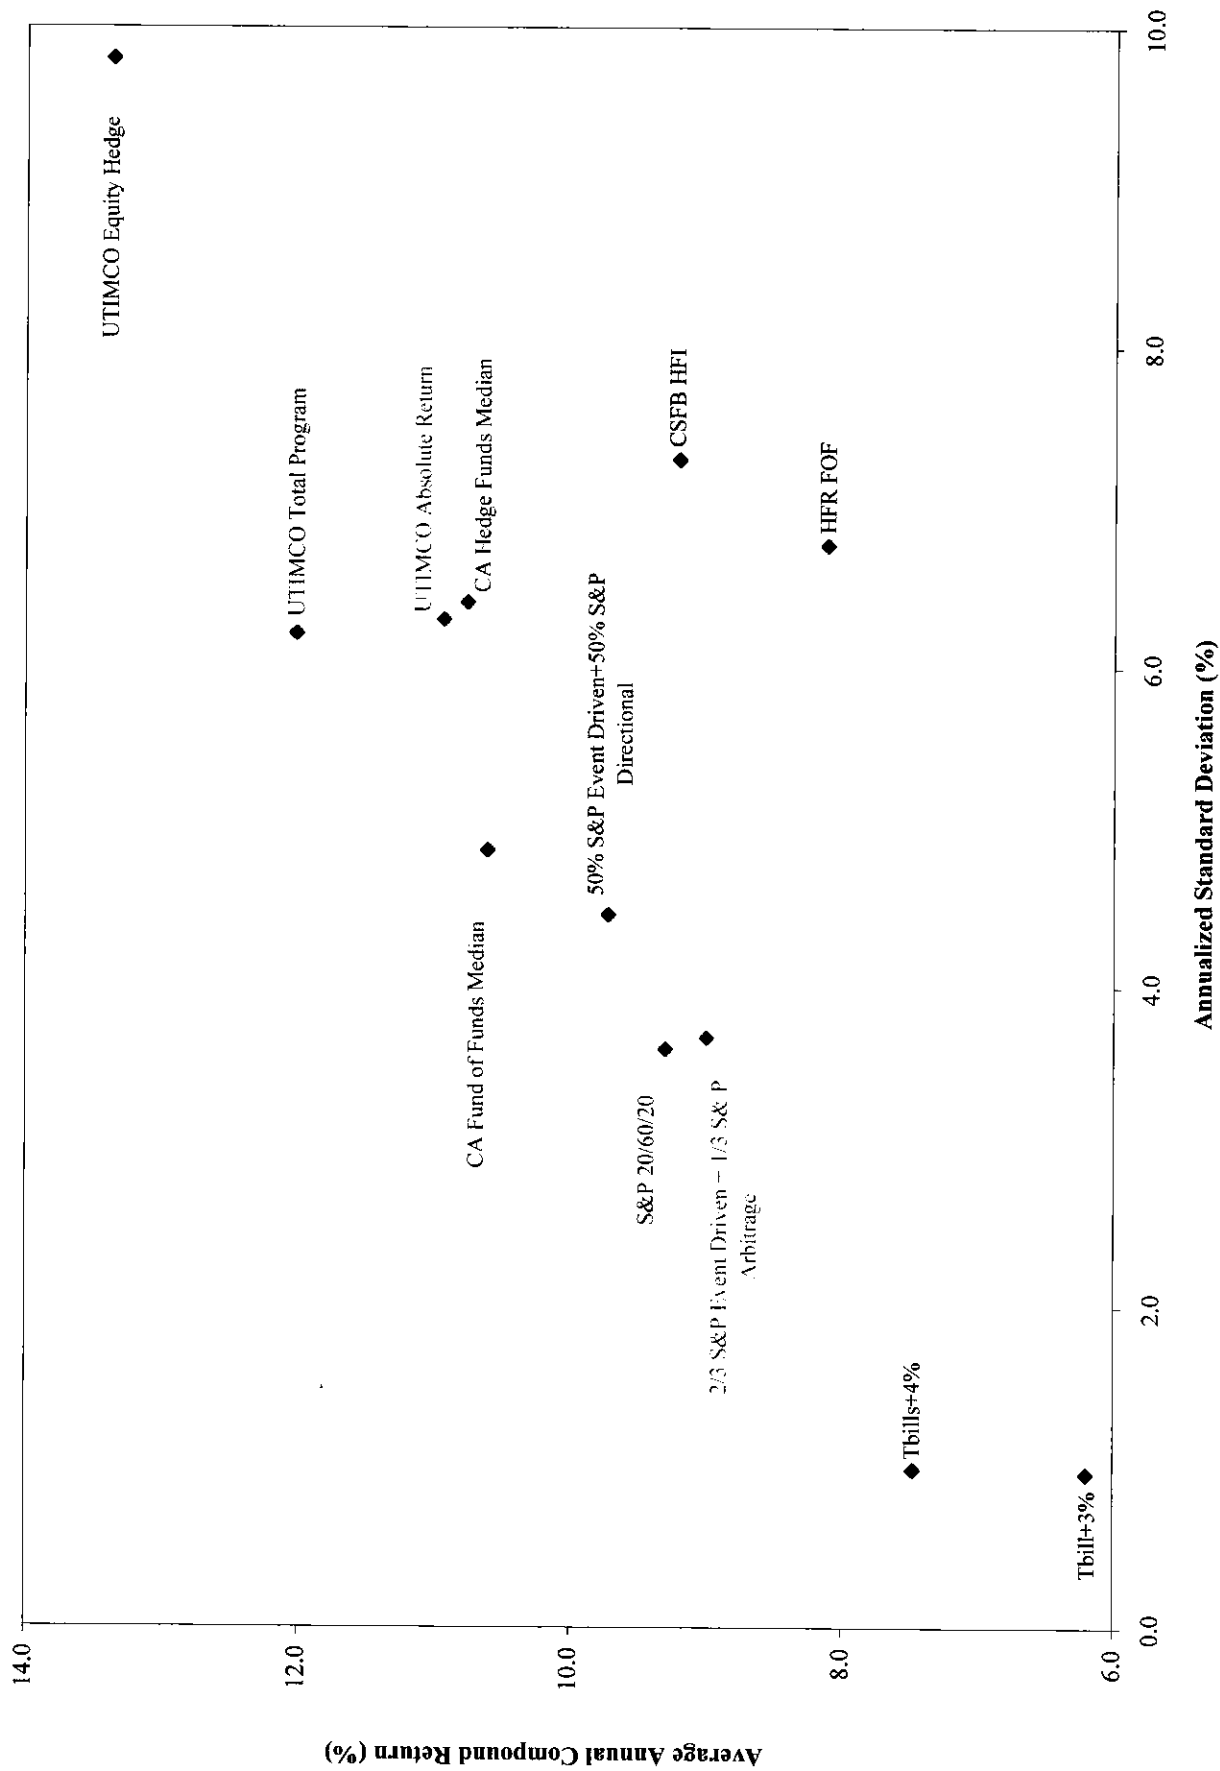 14.0
12.0
10.0
8.0
6.0
Average Annual Compound Return (%)
UTIMCO Equity Hedge
UTIMCO Total Program
UTIMCO Absolute Return
CA Hedge Funds Median
CA Fund of Funds Median
50% S&P Event Driven+50% S&P
Directional
S&P 20/60/20
CSFB HFI
2/3 S&P Event Driven - 1/3 S& P
Arbitrage
HFR FOF
Tbills+4%
Tbill+3%
0.0
2.0
4.0
6.0
8.0
10.0
Annualized Standard Deviation (%)